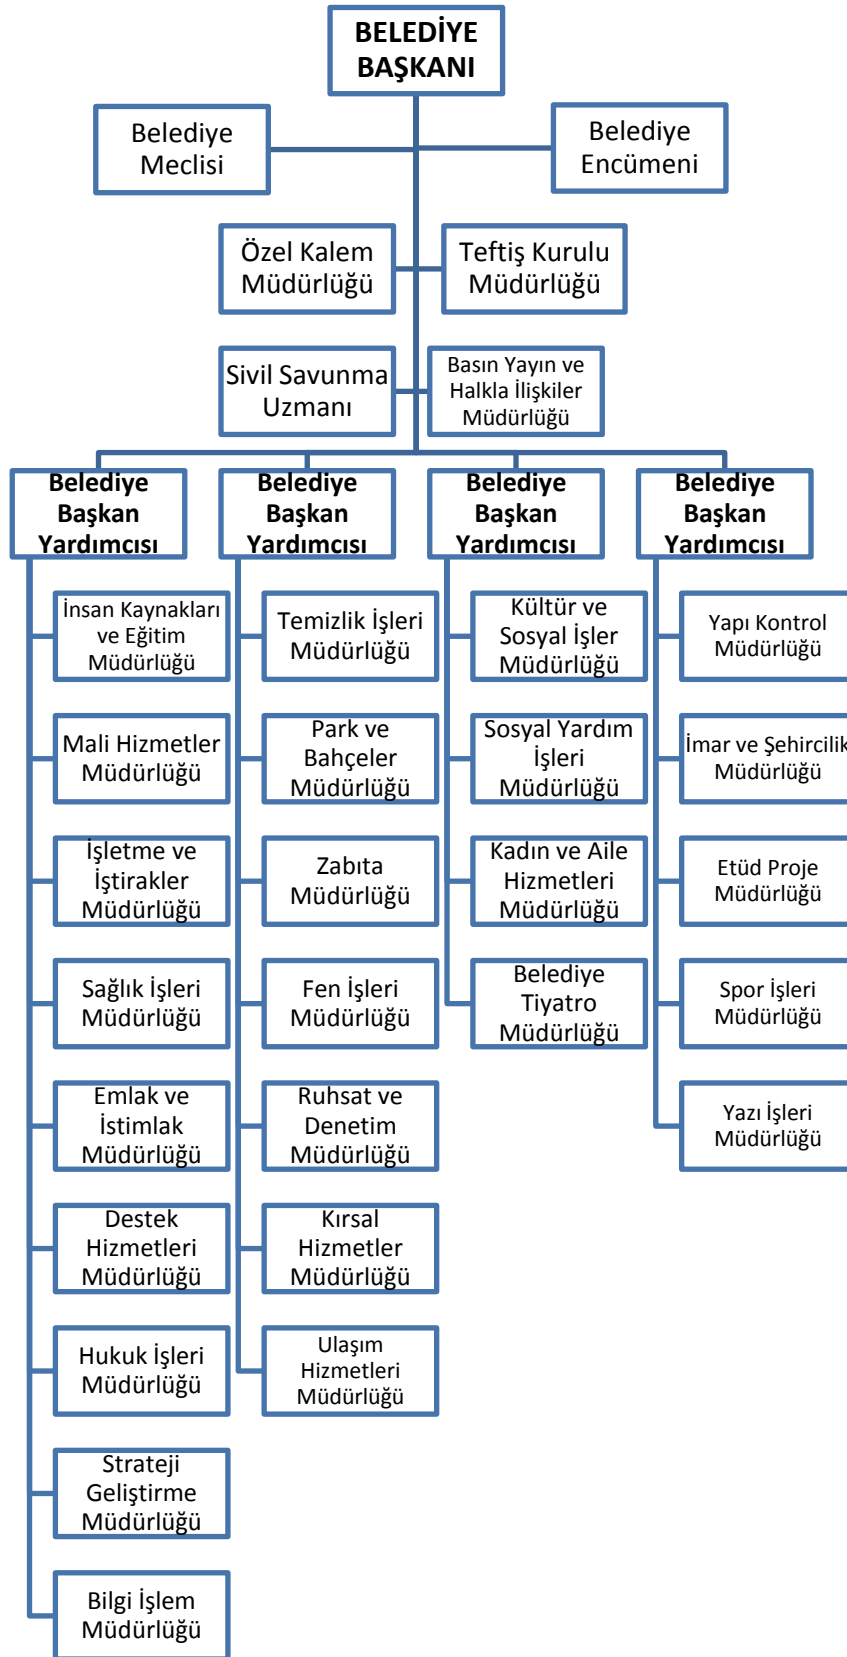 BELEDİYE
BAŞKANI
Belediye
Meclisi
Belediye
Encümeni
Özel Kalem
Müdürlüğü
Teftiş Kurulu
Müdürlüğü
Sivil Savunma
Uzmanı
Basın Yayın ve
Halkla İlişkiler
Müdürlüğü
Belediye
Başkan
Yardımcısı
İnsan Kaynakları
ve Eğitim
Müdürlüğü
Mali Hizmetler
Müdürlüğü
İşletme ve
İştirakler
Müdürlüğü
Sağlık İşleri
Müdürlüğü
Emlak ve
İstimlak
Müdürlüğü
Destek
Hizmetleri
Müdürlüğü
Hukuk İşleri
Müdürlüğü
Strateji
Geliştirme
Müdürlüğü
Bilgi İşlem
Müdürlüğü
Belediye
Başkan
Yardımcısı
Temizlik İşleri
Müdürlüğü
Park ve
Bahçeler
Müdürlüğü
Zabıta
Müdürlüğü
Fen İşleri
Müdürlüğü
Ruhsat ve
Denetim
Müdürlüğü
Kırsal
Hizmetler
Müdürlüğü
Ulaşım
Hizmetleri
Müdürlüğü
Belediye
Başkan
Yardımcısı
Kültür ve
Sosyal İşler
Müdürlüğü
Sosyal Yardım
İşleri
Müdürlüğü
Kadın ve Aile
Hizmetleri
Müdürlüğü
Belediye
Tiyatro
Müdürlüğü
Belediye
Başkan
Yardımcısı
Yapı Kontrol
Müdürlüğü
İmar ve Şehircilik
Müdürlüğü
Etüd Proje
Müdürlüğü
Spor İşleri
Müdürlüğü
Yazı İşleri
Müdürlüğü